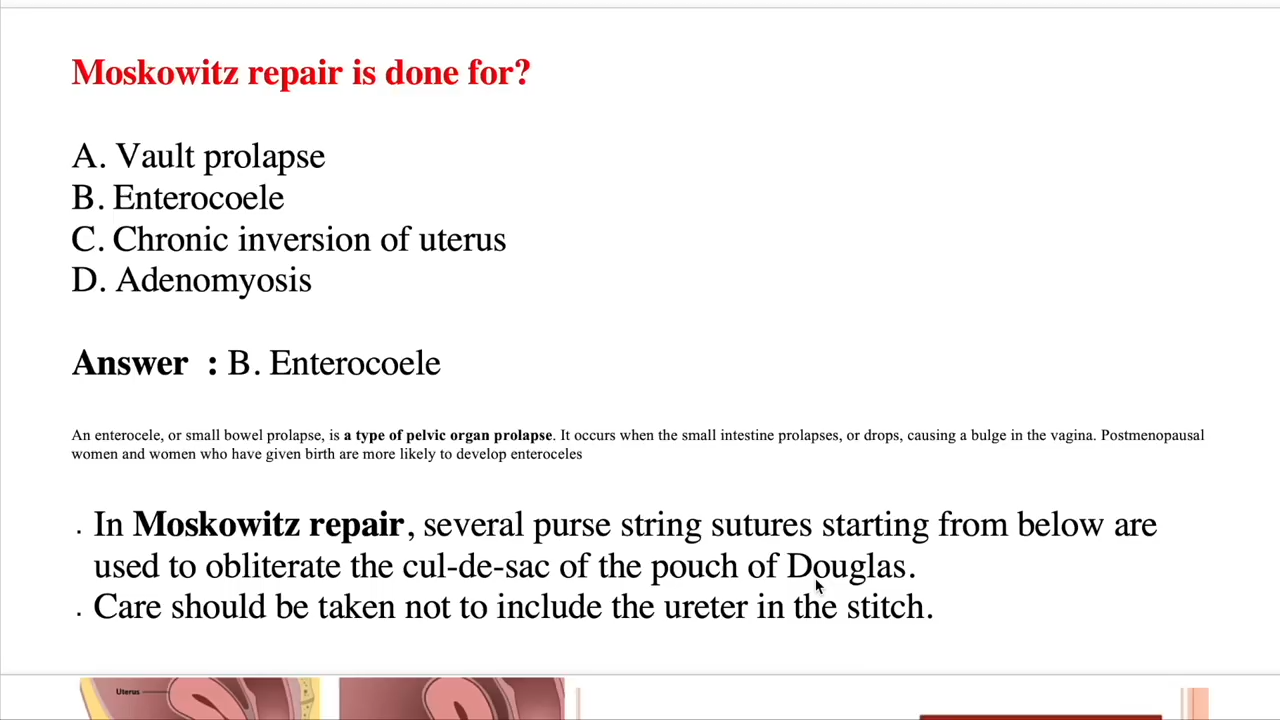 Moskowitz repair is done for?
A. Vault prolapse
B. Enterocoele
C. Chronic inversion of uterus
D. Adenomyosis
Answer : B. Enterocoele
An enterocele, or small bowel prolapse, is a type of pelvic organ prolapse. It occurs when the small intestine prolapses, or drops, causing a bulge in the vagina. Postmenopausal
women and women who have given birth are more likely to develop enteroceles
. In Moskowitz repair, several purse string sutures starting from below are
used to obliterate the cul-de-sac of the pouch of Douglas.
. Care should be taken not to include the ureter in the stitch.
Uterus